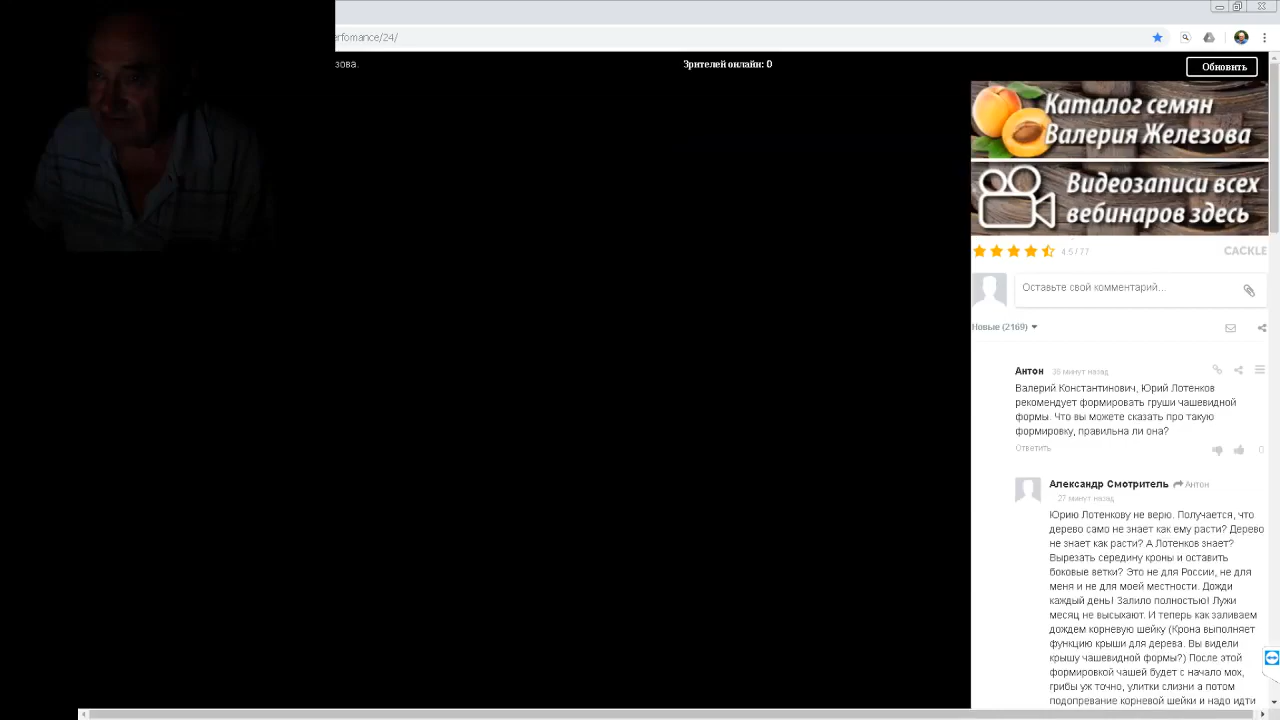 erfomance/24/
зова.
Зрителей онлайн: 0
Обновить
Каталог семян
Валерия Железова
Видеозаписи всех
вебинаров здесь
4.5 / 77
CACKLE
Оставьте свой комментарий...
Новые (2169)
Антон 36 минут назад
Валерий Константинович, Юрий Лотенков
рекомендует формировать груши чашевидной
формы. Что вы можете сказать про такую
формировку, правильна ли она?
Ответить
0
Александр Смотритель Антон
27 минут назад
Юрию Лотенкову не верю. Получается, что
дерево само не знает как ему расти? Дерево
не знает как расти? А Лотенков знает?
Вырезать середину кроны и оставить
боковые ветки? Это не для России, не для
меня и не для моей местности. Дожди
каждый день! Залило полностью! Лужи
месяц не высыхают. И теперь как заливаем
дождем корневую шейку (Крона выполняет
функцию крыши для дерева. Вы видели
крышу чашевидной формы?) После этой
формировкой чашей будет с начало мох,
грибы уж точно, улитки слизни а потом
подопревание корневой шейки и надо идти